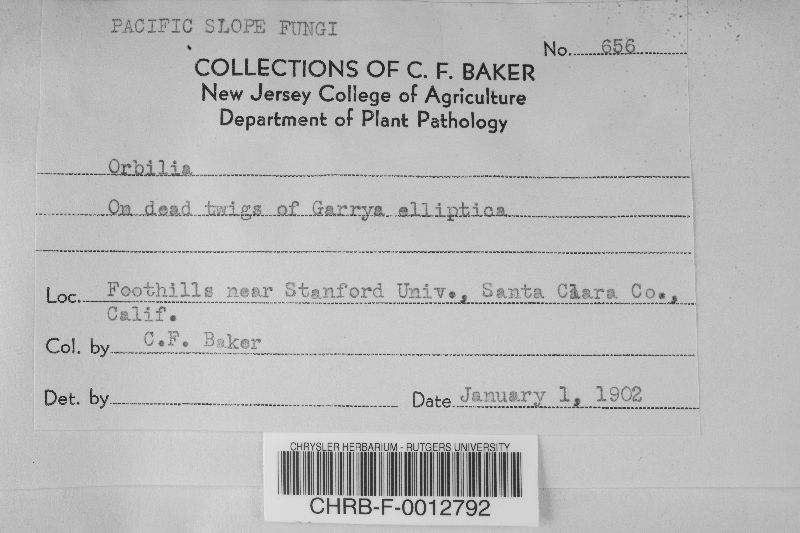 PACIFIC SLOPE FUNGI
No. 656
COLLECTIONS OF C. F. BAKER
New Jersey College of Agriculture
Department of Plant Pathology
Orbilia
On dead twigs of Garrya elliptica
Loc. Foothills near Stanford Univ., Santa Clara Co.,
Calif.
Col. by C.F. Baker
Det. by
Date January 1, 1902
CHRYSLER HERBARIUM - RUTGERS UNIVERSITY
CHRB-F-0012792